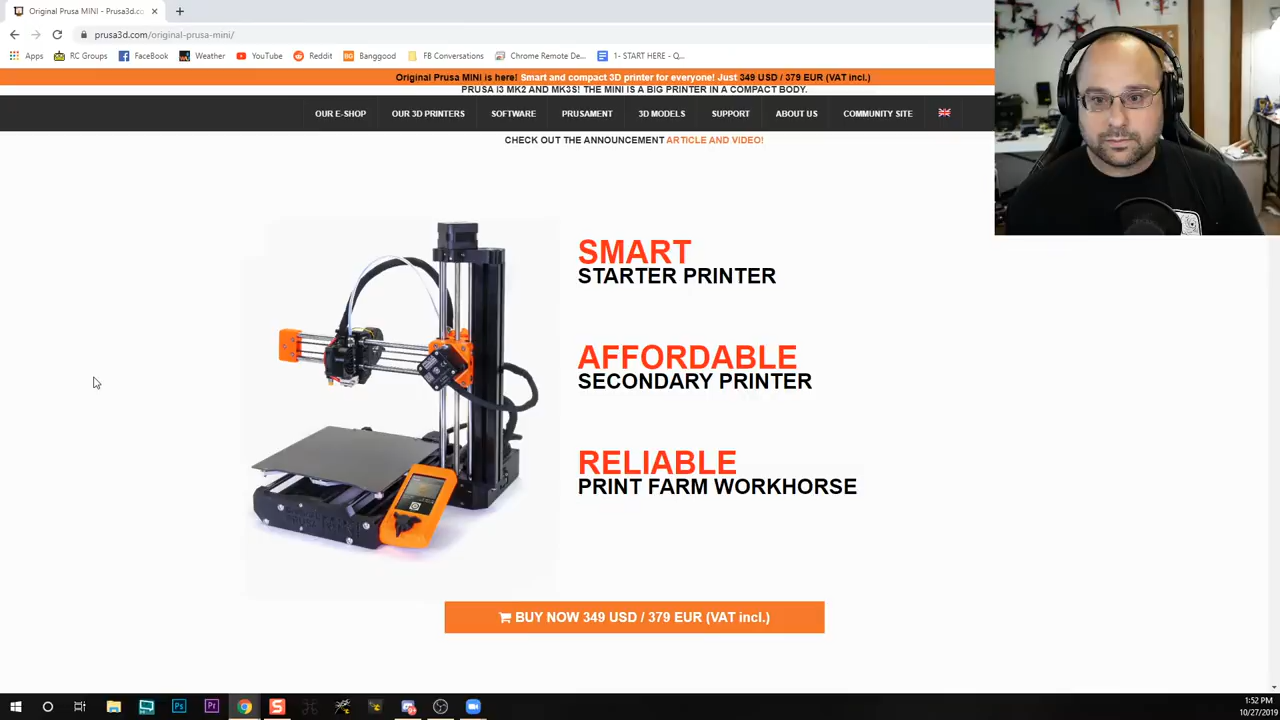 Original Prusa MINI - Prusa3d.co
prusa3d.com/original-prusa-mini/
Apps RC Groups FaceBook Weather YouTube Reddit Banggood FB Conversations Chrome Remote De... 1- START HERE - Q...
Original Prusa MINI is here! Smart and compact 3D printer for everyone! Just 349 USD / 379 EUR (VAT incl.)
PRUSA I3 MK2 AND MK3S! THE MINI IS A BIG PRINTER IN A COMPACT BODY.
OUR E-SHOP OUR 3D PRINTERS SOFTWARE PRUSAMENT 3D MODELS SUPPORT ABOUT US COMMUNITY SITE
CHECK OUT THE ANNOUNCEMENT ARTICLE AND VIDEO!
SMART
STARTER PRINTER
AFFORDABLE
SECONDARY PRINTER
RELIABLE
PRINT FARM WORKHORSE
BUY NOW 349 USD / 379 EUR (VAT incl.)
1:52 PM
10/27/2019